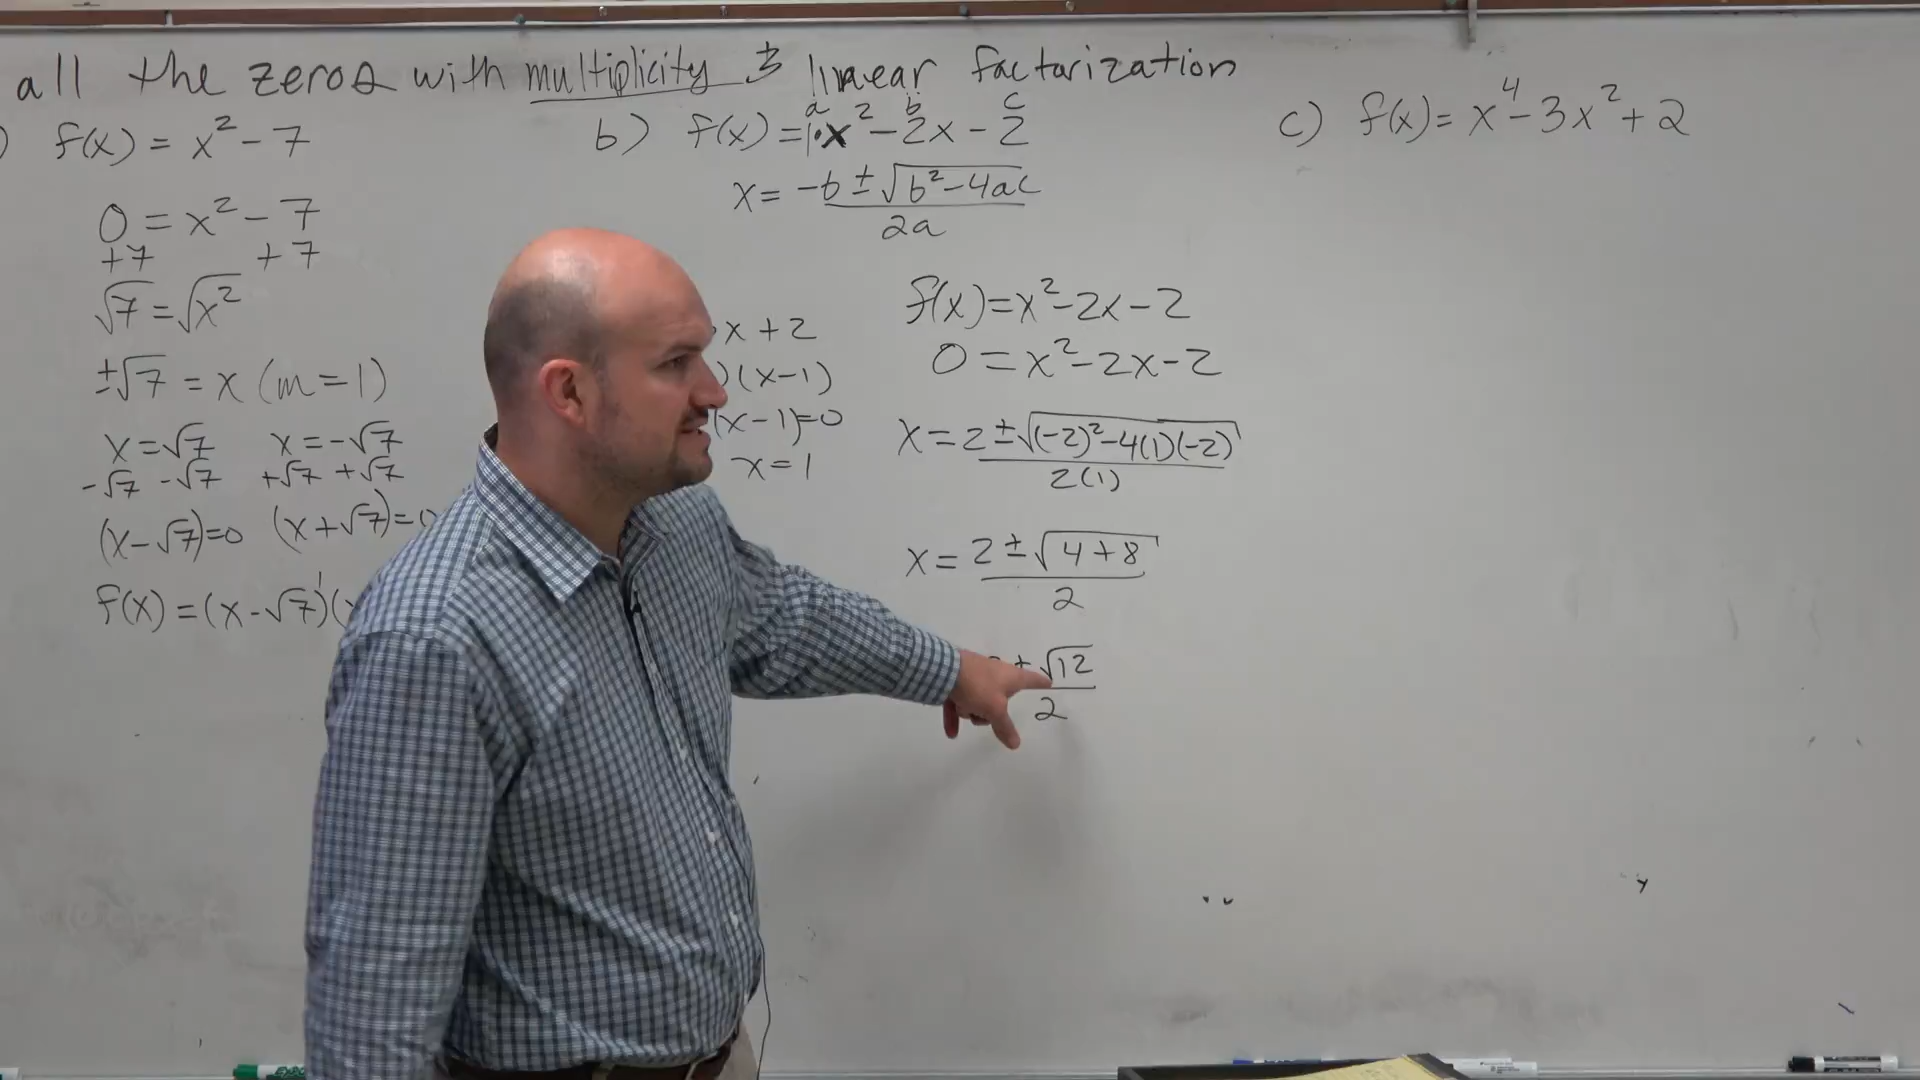 all the zeros with multiplicity & linear factorization
) f(x) = x² - 7
0 = x² - 7
+7 +7
√7 = √x²
±√7 = x (m=1)
x = √7 x = -√7
-√7 -√7 +√7 +√7
(x-√7)=0 (x+√7)=0
f(x) = (x-√7)¹(x
a b c
b) f(x) = 1·x² - 2x - 2
x = -b ± √b² - 4ac
2a
x + 2
)(x-1)
(x-1)=0
x=1
f(x) = x² - 2x - 2
0 = x² - 2x - 2
x = 2 ± √(-2)² - 4(1)(-2)
2(1)
x = 2 ± √4 + 8
2
± √12
2
c) f(x) = x⁴ - 3x² + 2